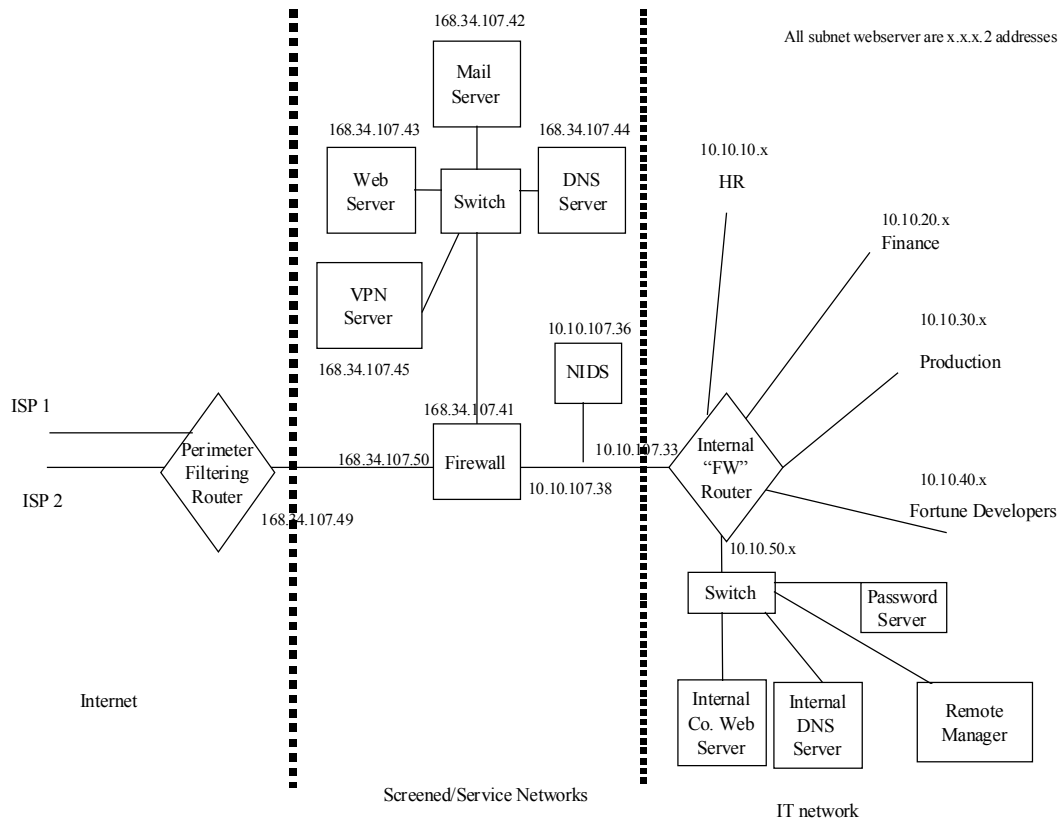 168.34.107.42
All subnet webserver are x.x.x.2 addresses
Mail
Server
168.34.107.43
168.34.107.44
Web
Server
Switch
DNS
Server
10.10.10.x
HR
10.10.20.x
Finance
VPN
Server
168.34.107.45
10.10.107.36
NIDS
10.10.30.x
Production
ISP 1
ISP 2
Perimeter
Filtering
Router
168.34.107.49
168.34.107.41
168.34.107.50
Firewall
10.10.107.38
10.10.107.33
Internal
“FW”
Router
10.10.40.x
Fortune Developers
10.10.50.x
Switch
Password
Server
Internal
Co. Web
Server
Internal
DNS
Server
Remote
Manager
Internet
Screened/Service Networks
IT network